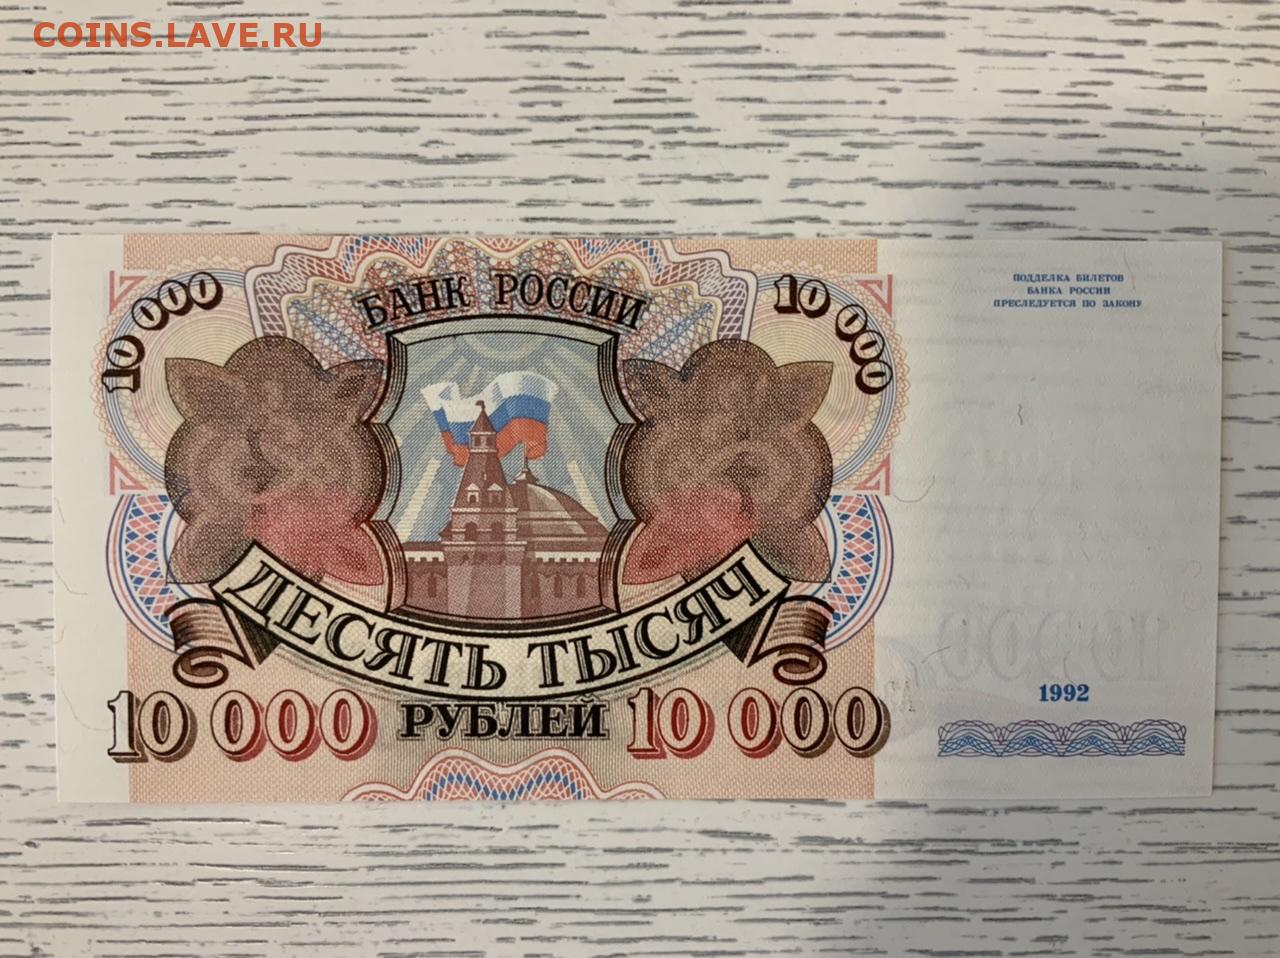 COINS.LAVE.RU
БАНК РОССИИ
10 000
10 000
ПОДДЕЛКА БИЛЕТОВ
БАНКА РОССИИ
ПРЕСЛЕДУЕТСЯ ПО ЗАКОНУ
ДЕСЯТЬ ТЫСЯЧ
10 000 РУБЛЕЙ 10 000
1992